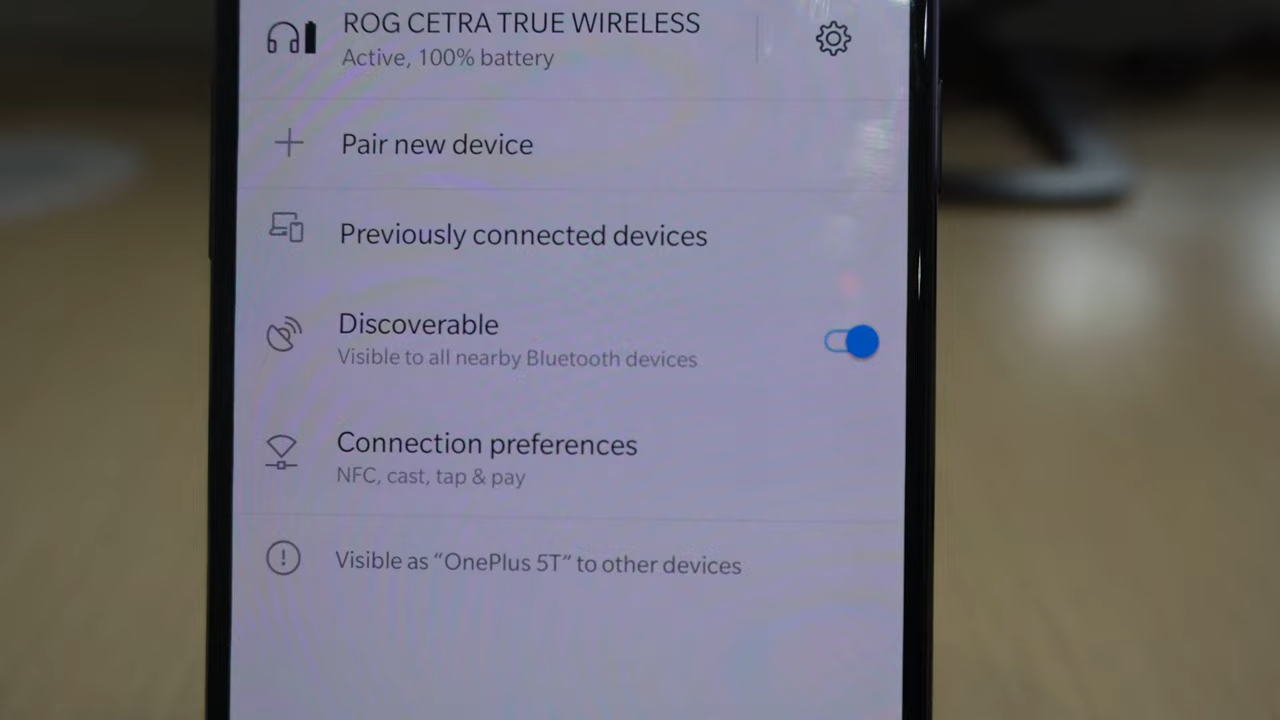 ROG CETRA TRUE WIRELESS
Active, 100% battery
Pair new device
Previously connected devices
Discoverable
Visible to all nearby Bluetooth devices
Connection preferences
NFC, cast, tap & pay
Visible as “OnePlus 5T” to other devices